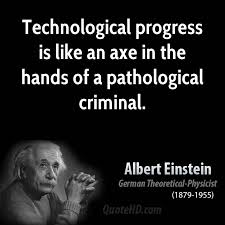 Technological progress
is like an axe in the
hands of a pathological
criminal.
Albert Einstein
German Theoretical-Physicist
(1879-1955)
QuoteHD.com